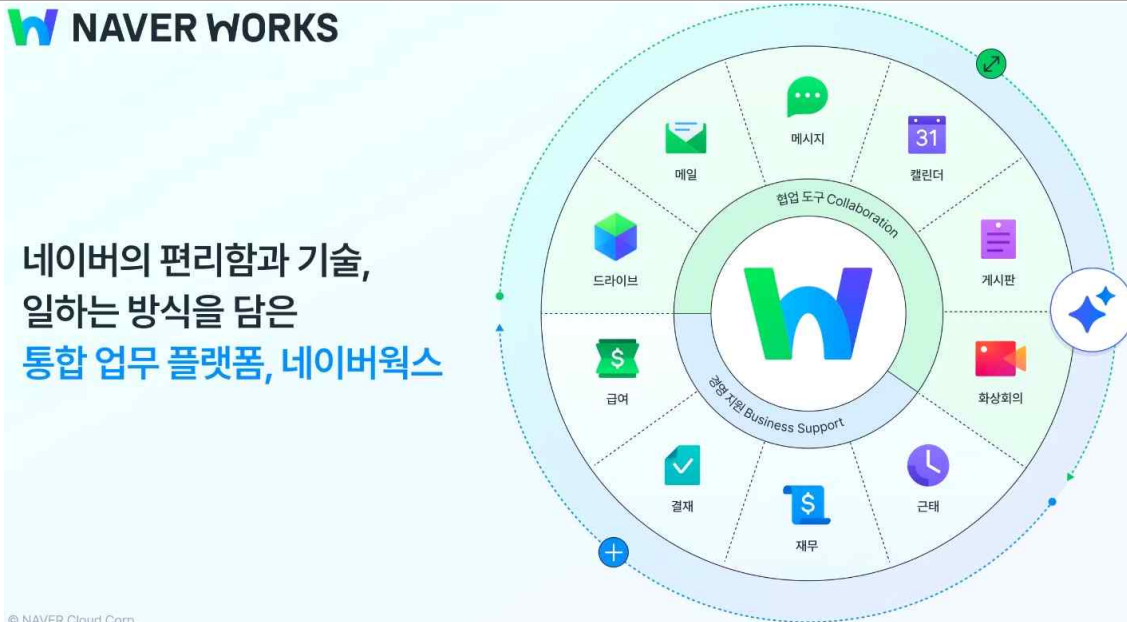 NAVER WORKS
네이버의 편리함과 기술,
일하는 방식을 담은
통합 업무 플랫폼, 네이버웍스
메시지
메일
31
캘린더
협업 도구 Collaboration
드라이브
게시판
$
급여
화상회의
경영 지원 Business Support
결재
$
재무
근태
© NAVER Cloud Corp.